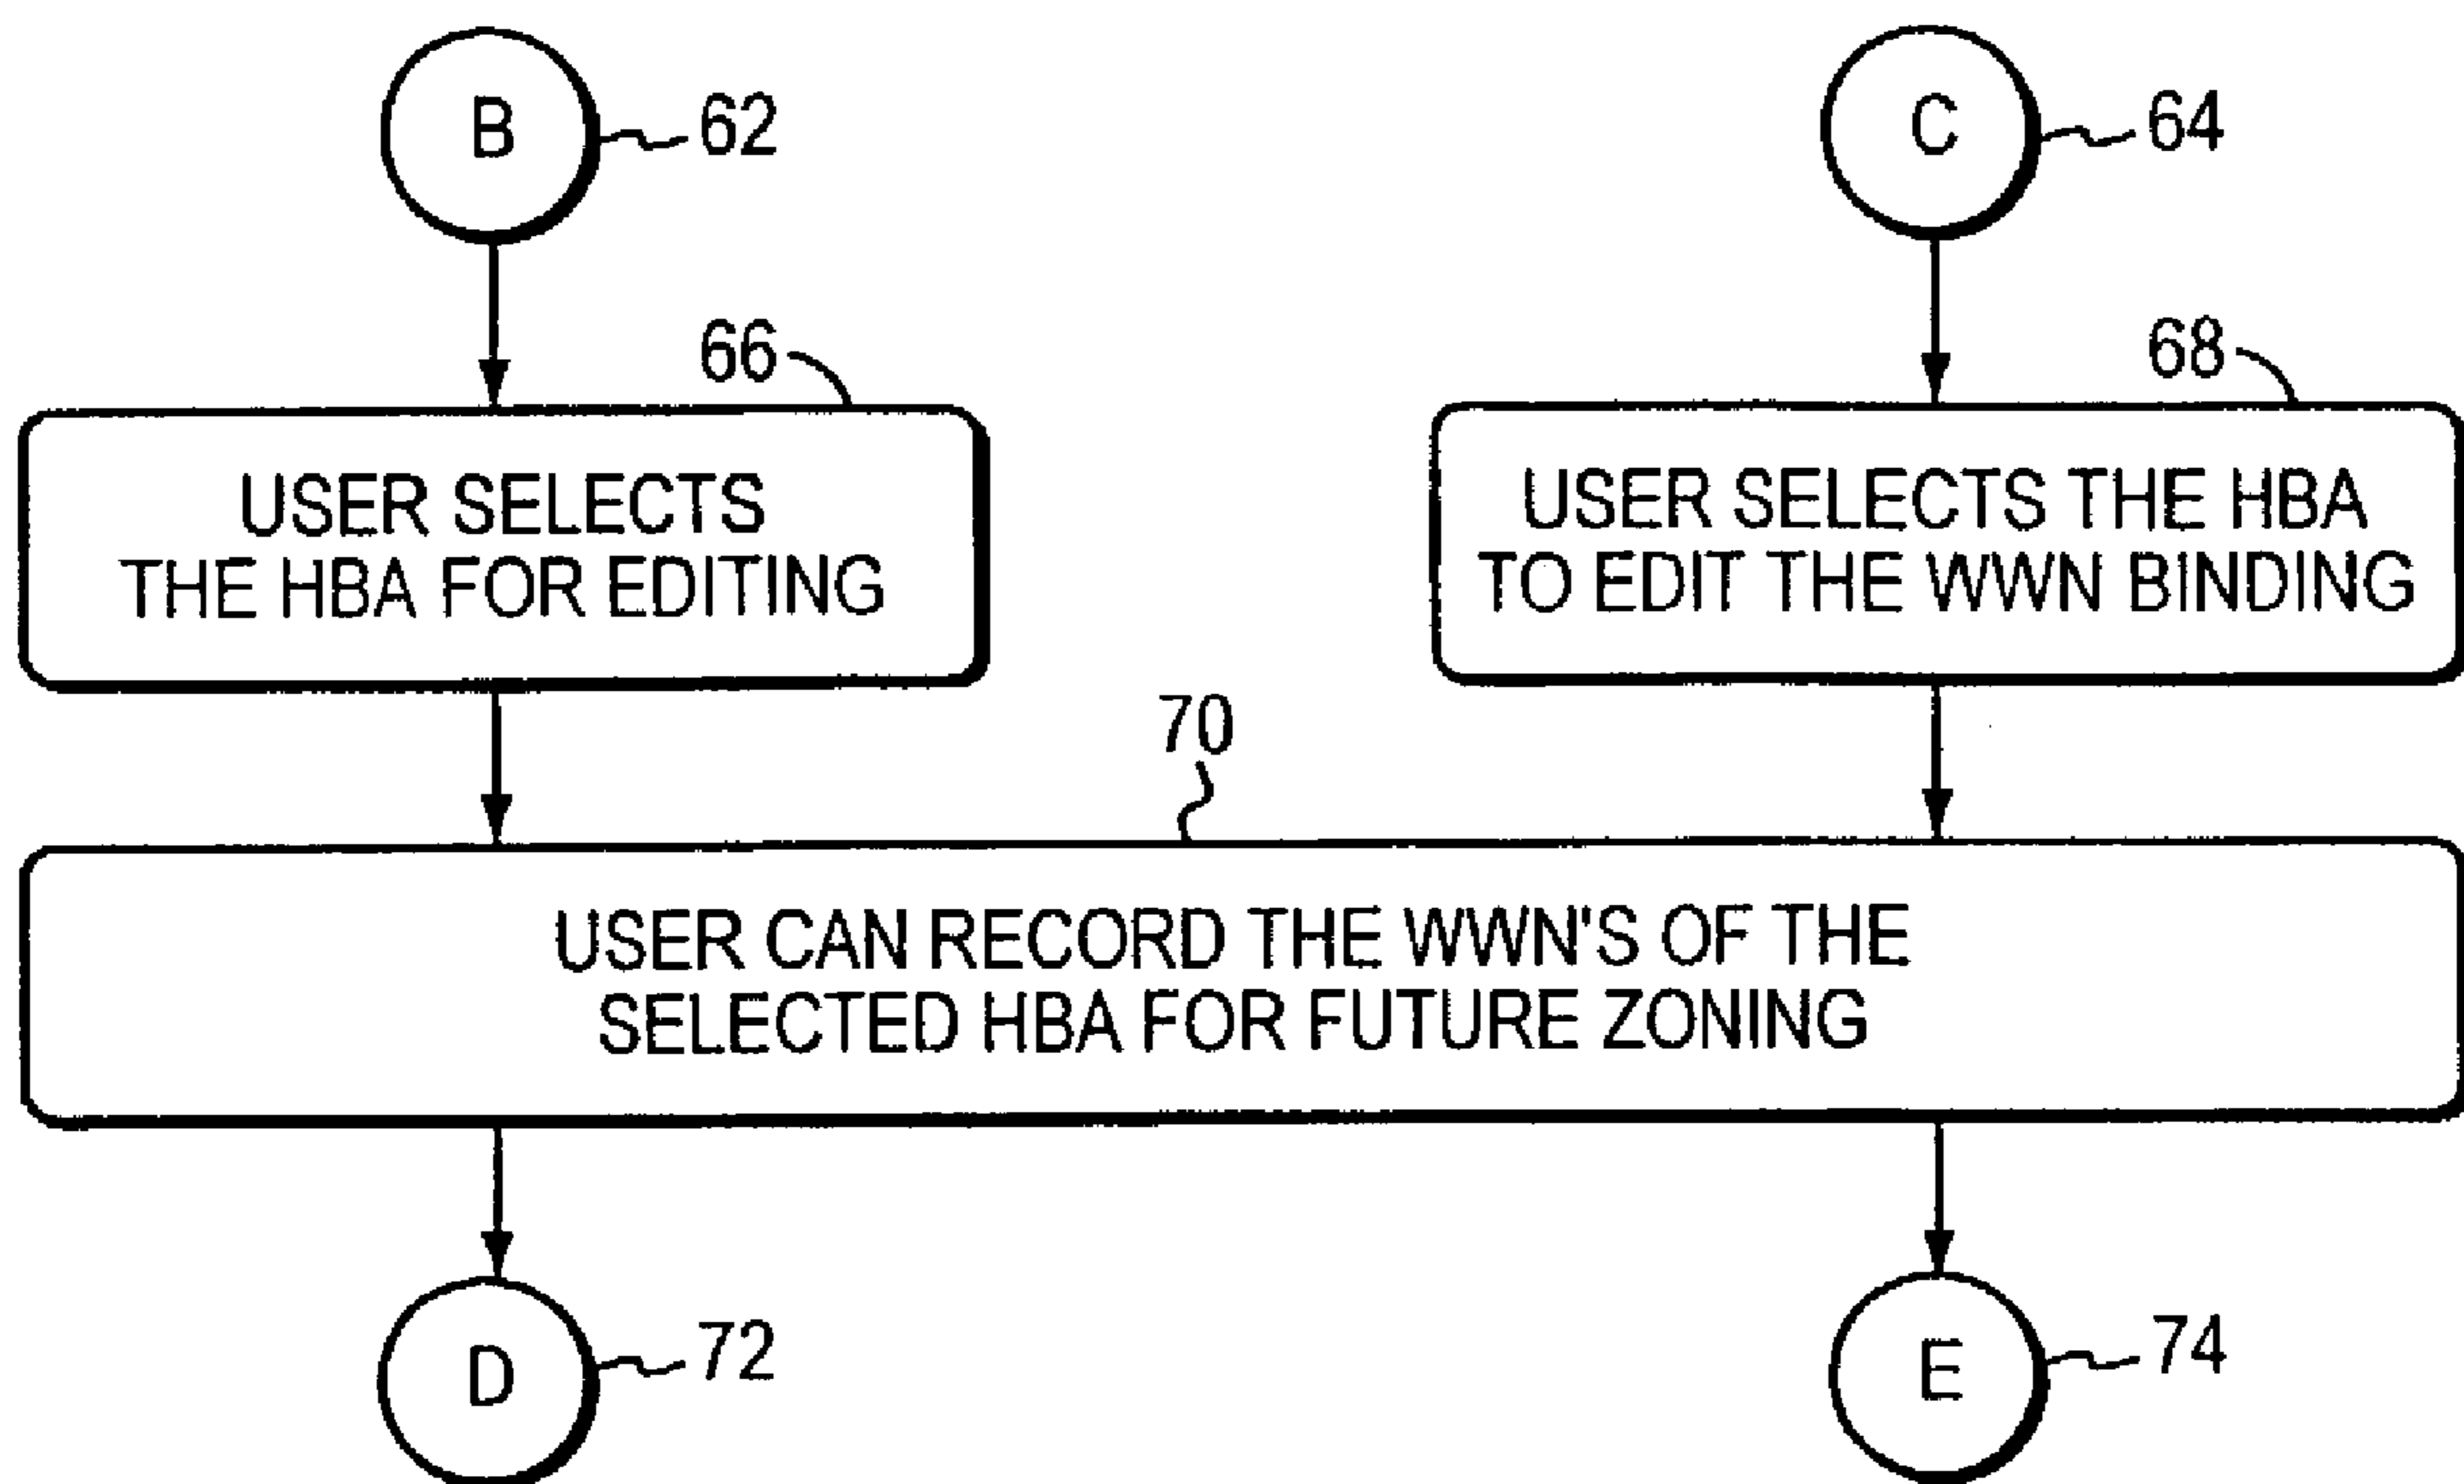 B
62
C
64
66
68
USER SELECTS
THE HBA FOR EDITING
USER SELECTS THE HBA
TO EDIT THE WWN BINDING
70
USER CAN RECORD THE WWN'S OF THE
SELECTED HBA FOR FUTURE ZONING
D
72
E
74